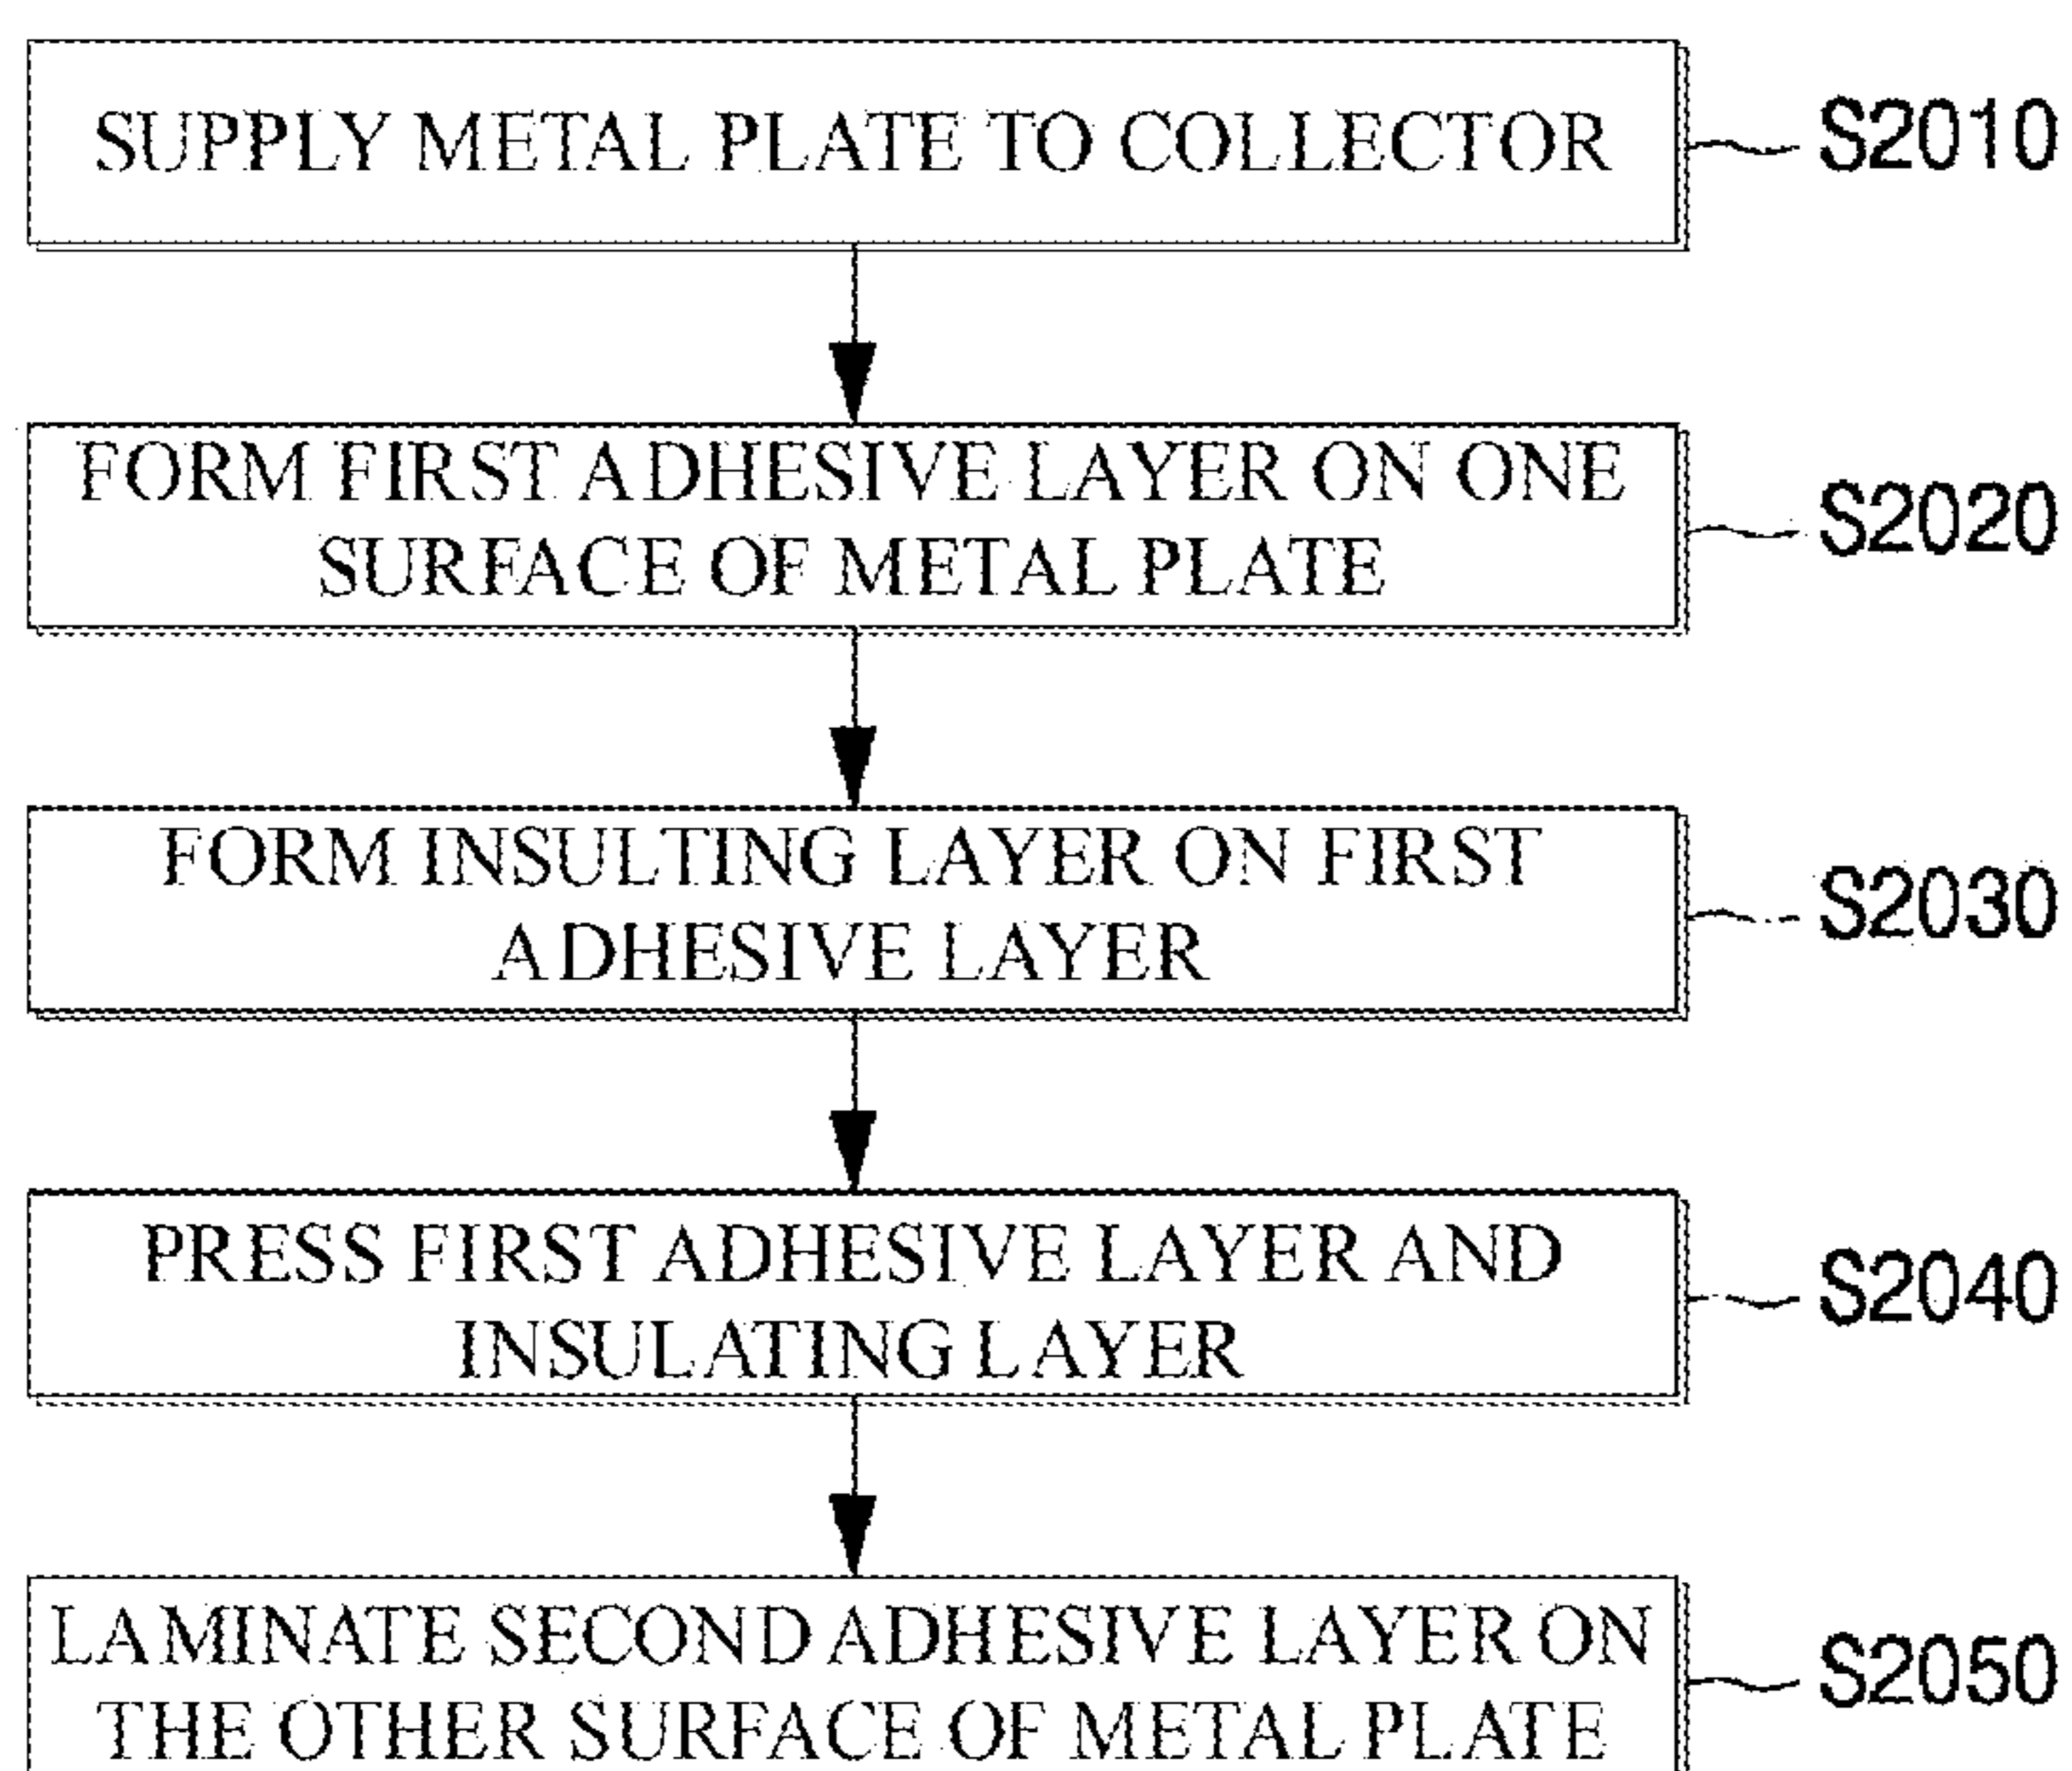 SUPPLY METAL PLATE TO COLLECTOR
S2010
FORM FIRST ADHESIVE LAYER ON ONE
SURFACE OF METAL PLATE
S2020
FORM INSULTING LAYER ON FIRST
ADHESIVE LAYER
S2030
PRESS FIRST ADHESIVE LAYER AND
INSULATING LAYER
S2040
LAMINATE SECOND ADHESIVE LAYER ON
THE OTHER SURFACE OF METAL PLATE
S2050